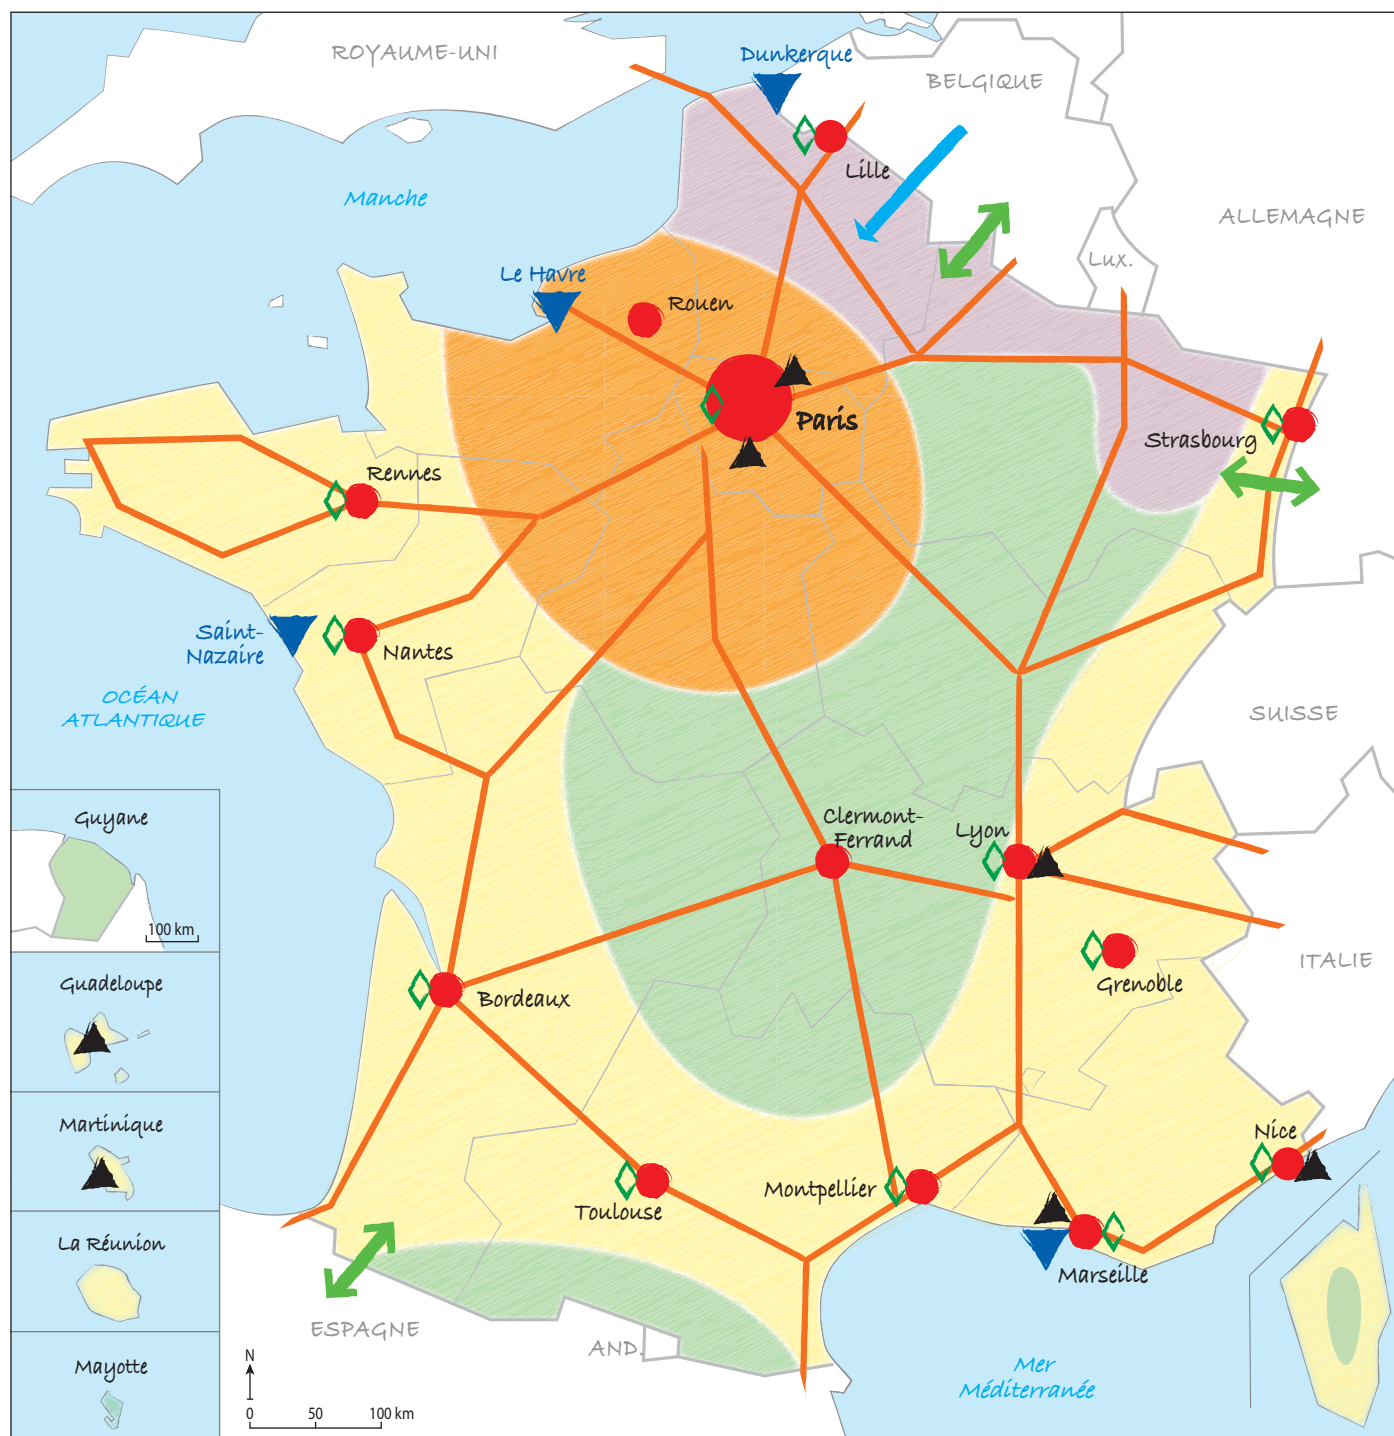 ROYAUME-UNI
Dunkerque
BELGIQUE
Lille
Manche
ALLEMAGNE
Lux.
Le Havre
Rouen
Paris
Strasbourg
Rennes
Saint-
Nazaire
Nantes
OCÉAN
ATLANTIQUE
SUISSE
Guyane
100 km
Clermont-
Ferrand
Lyon
Guadeloupe
Bordeaux
Grenoble
ITALIE
Martinique
Nice
Montpellier
Toulouse
La Réunion
Marseille
ESPAGNE
AND.
Mayotte
Mer
Méditerranée
N
0 50 100 km